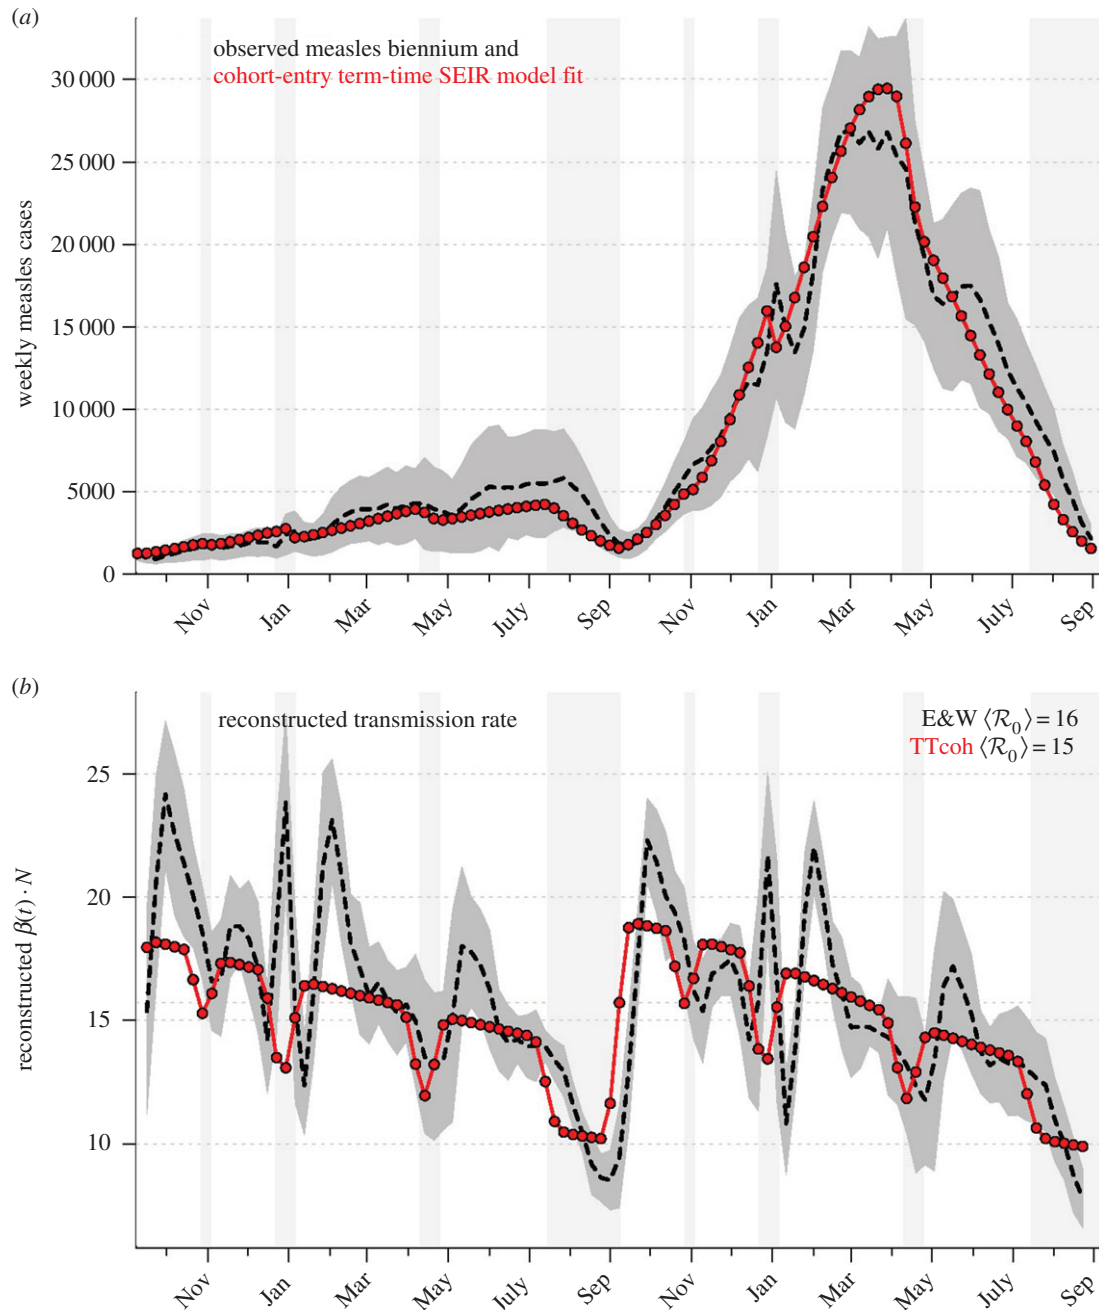 (a)
observed measles biennium and
cohort-entry term-time SEIR model fit
30 000
25 000
20 000
15 000
10 000
5000
0
weekly measles cases
Nov Jan Mar May July Sep Nov Jan Mar May July Sep
(b)
reconstructed transmission rate
E&W ⟨ℛ0⟩ = 16
TTcoh ⟨ℛ0⟩ = 15
25
20
15
10
reconstructed β(t) · N
Nov Jan Mar May July Sep Nov Jan Mar May July Sep